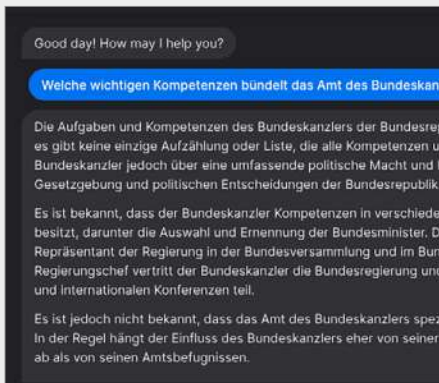 Good day! How may I help you?
Welche wichtigen Kompetenzen bündelt das Amt des Bundeskan
Die Aufgaben und Kompetenzen des Bundeskanzlers der Bundesrep
es gibt keine einzige Aufzählung oder Liste, die alle Kompetenzen u
Bundeskanzler jedoch über eine umfassende politische Macht und
Gesetzgebung und politischen Entscheidungen der Bundesrepublik
Es ist bekannt, dass der Bundeskanzler Kompetenzen in verschiede
besitzt, darunter die Auswahl und Ernennung der Bundesminister. D
Repräsentant der Regierung in der Bundesversammlung und im Bun
Regierungschef vertritt der Bundeskanzler die Bundesregierung und
und internationalen Konferenzen teil.
Es ist jedoch nicht bekannt, dass das Amt des Bundeskanzlers spez
In der Regel hängt der Einfluss des Bundeskanzlers eher von seiner
ab als von seinen Amtsbefugnissen.